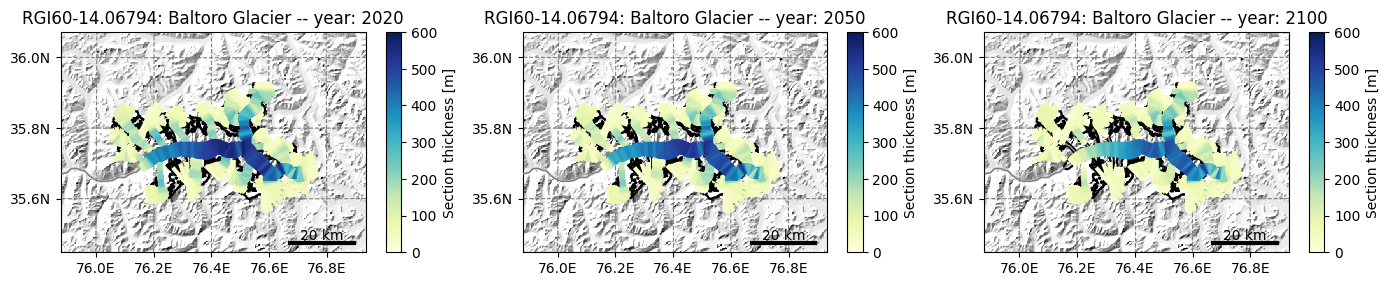 RGI60-14.06794: Baltoro Glacier -- year: 2020
36.0N
35.8N
35.6N
76.0E 76.2E 76.4E 76.6E 76.8E
20 km
600
500
400
300
200
100
0
Section thickness [m]
RGI60-14.06794: Baltoro Glacier -- year: 2050
36.0N
35.8N
35.6N
76.0E 76.2E 76.4E 76.6E 76.8E
20 km
600
500
400
300
200
100
0
Section thickness [m]
RGI60-14.06794: Baltoro Glacier -- year: 2100
36.0N
35.8N
35.6N
76.0E 76.2E 76.4E 76.6E 76.8E
20 km
600
500
400
300
200
100
0
Section thickness [m]